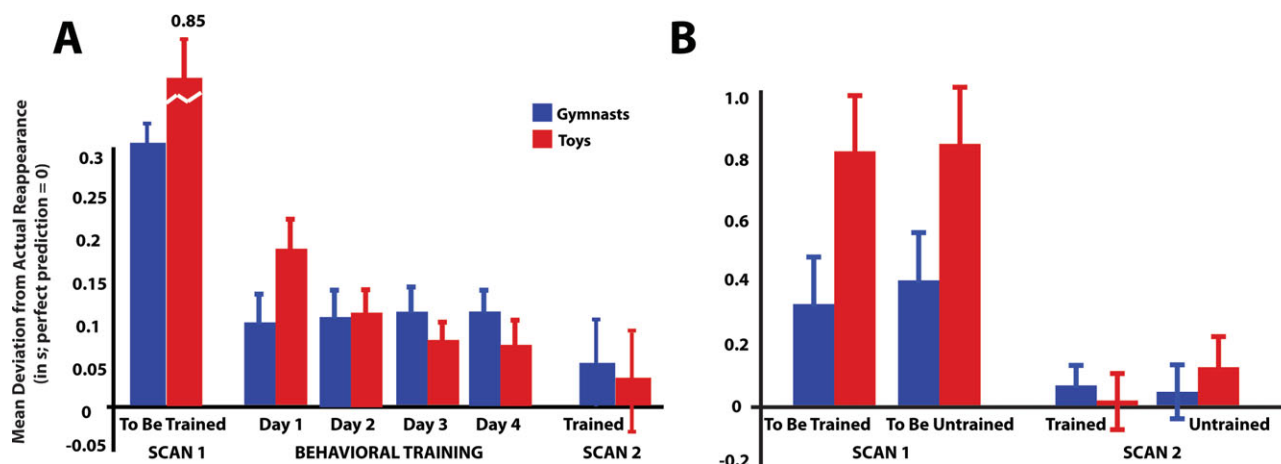 A
0.85
Mean Deviation from Actual Reappearance
(in s; perfect prediction = 0)
0.3
0.25
0.2
0.15
0.1
0.05
0
-0.05
Gymnasts
Toys
To Be Trained
Day 1
Day 2
Day 3
Day 4
Trained
SCAN 1
BEHAVIORAL TRAINING
SCAN 2
B
1.0
0.8
0.6
0.4
0.2
0
-0.2
To Be Trained
To Be Untrained
Trained
Untrained
SCAN 1
SCAN 2